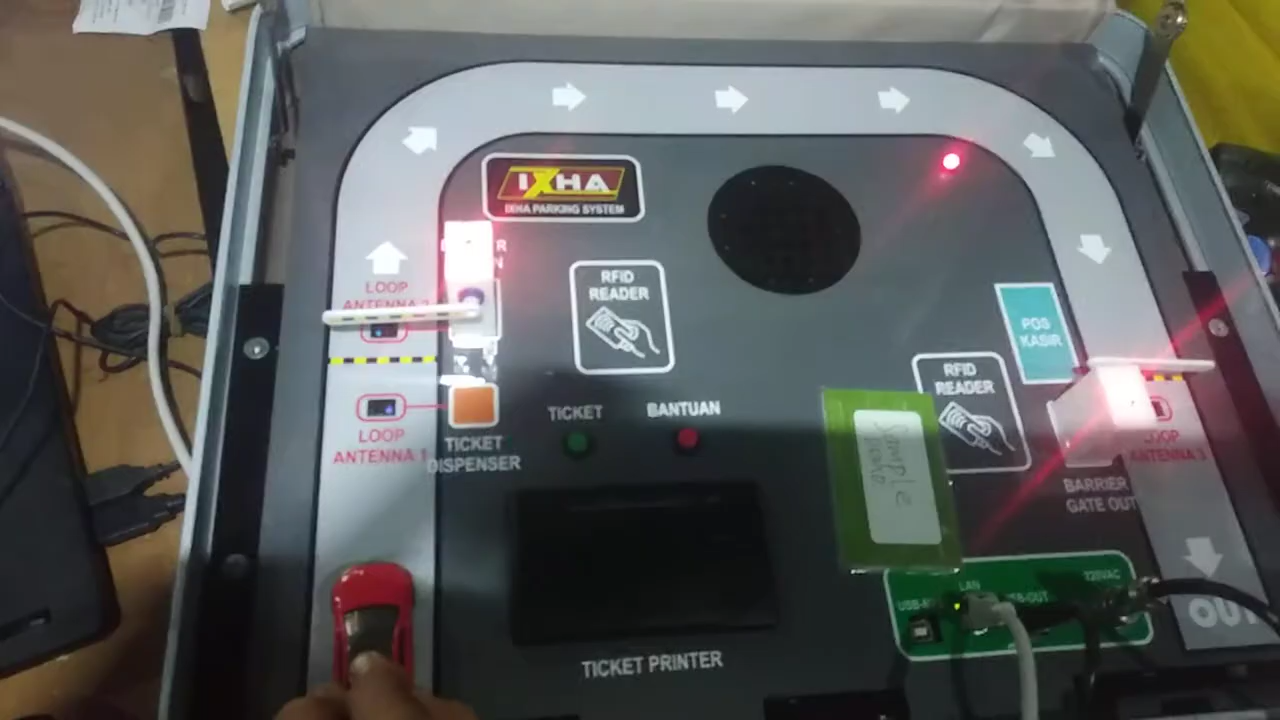 IXHA
IXHA PARKING SYSTEM
RFID
READER
LOOP
ANTENNA 2
POS
KASIR
RFID
READER
TICKET
BANTUAN
LOOP
ANTENNA 1
TICKET
DISPENSER
Sample
LOOP
ANTENNA 3
BARRIER
GATE OUT
LAN
220VAC
OUT
TICKET PRINTER